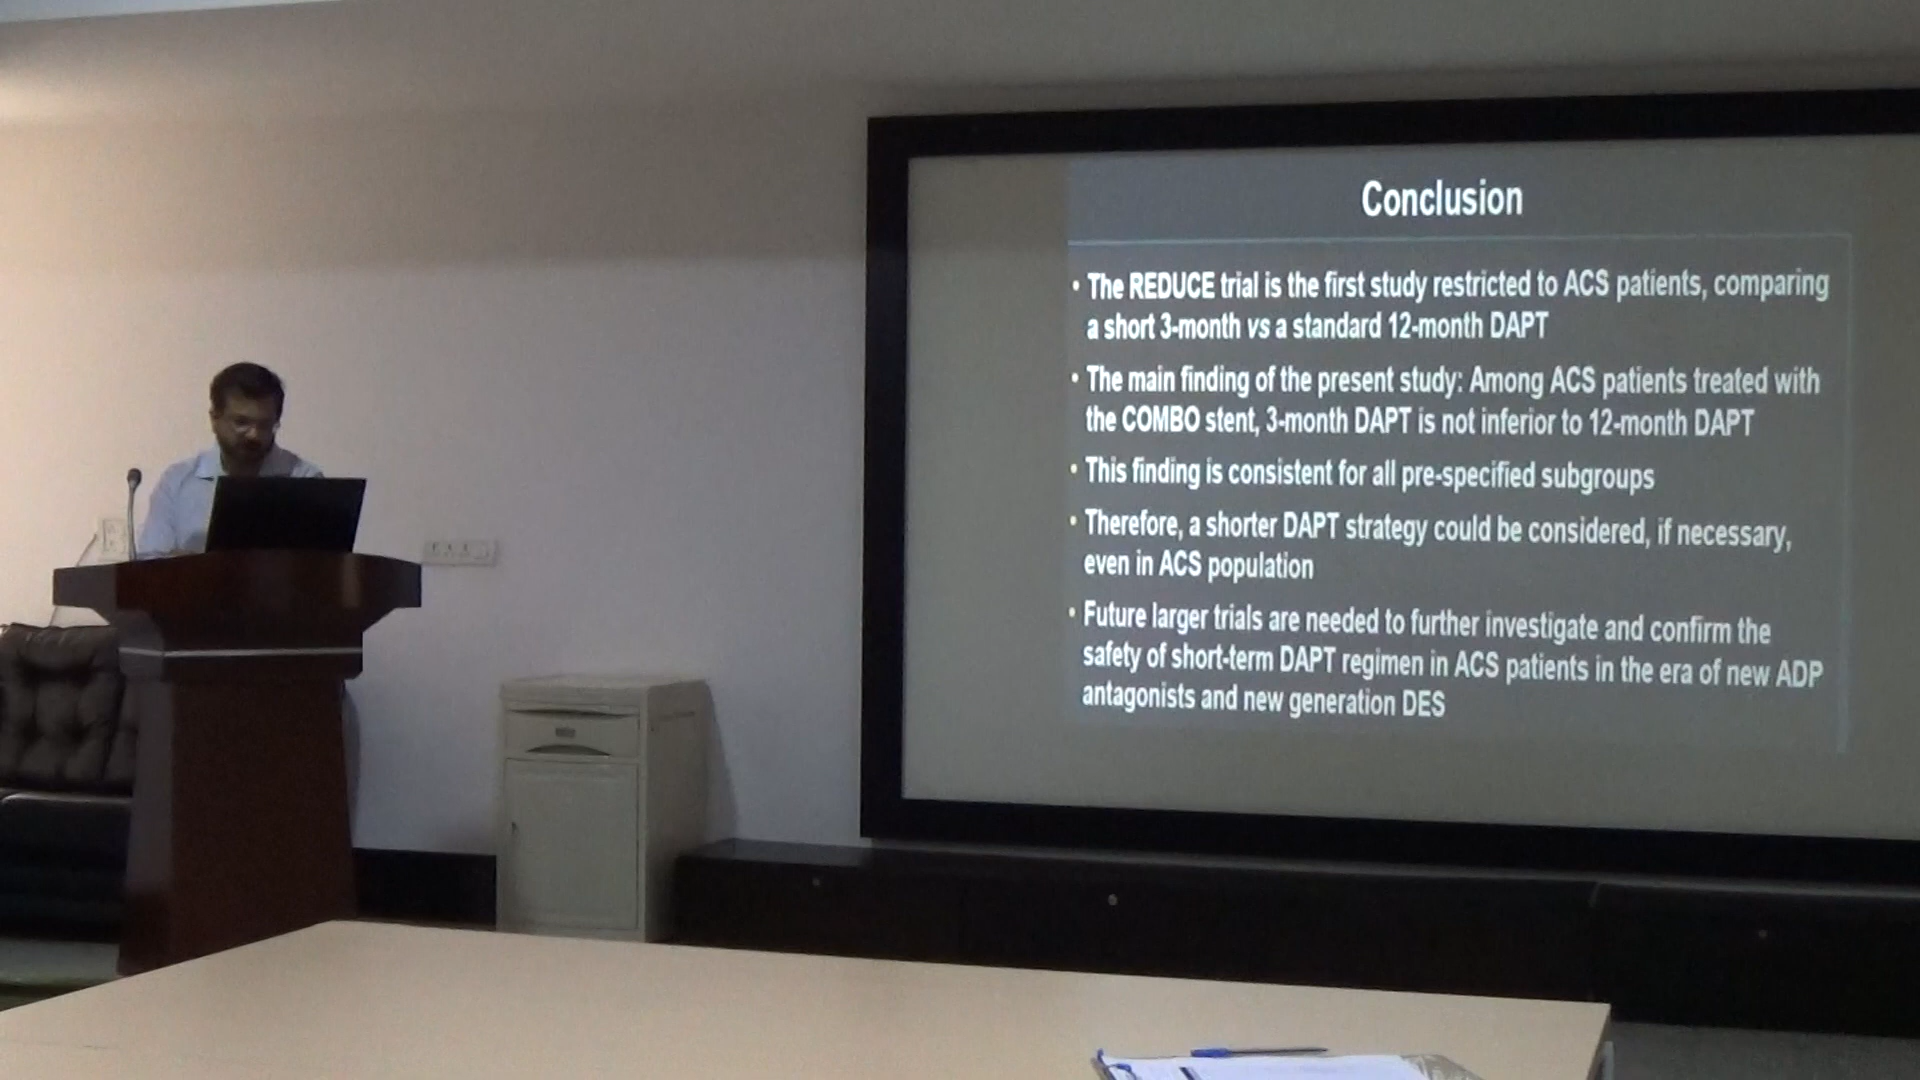 Conclusion
• The REDUCE trial is the first study restricted to ACS patients, comparing
a short 3-month vs a standard 12-month DAPT
• The main finding of the present study: Among ACS patients treated with
the COMBO stent, 3-month DAPT is not inferior to 12-month DAPT
• This finding is consistent for all pre-specified subgroups
• Therefore, a shorter DAPT strategy could be considered, if necessary,
even in ACS population
• Future larger trials are needed to further investigate and confirm the
safety of short-term DAPT regimen in ACS patients in the era of new ADP
antagonists and new generation DES